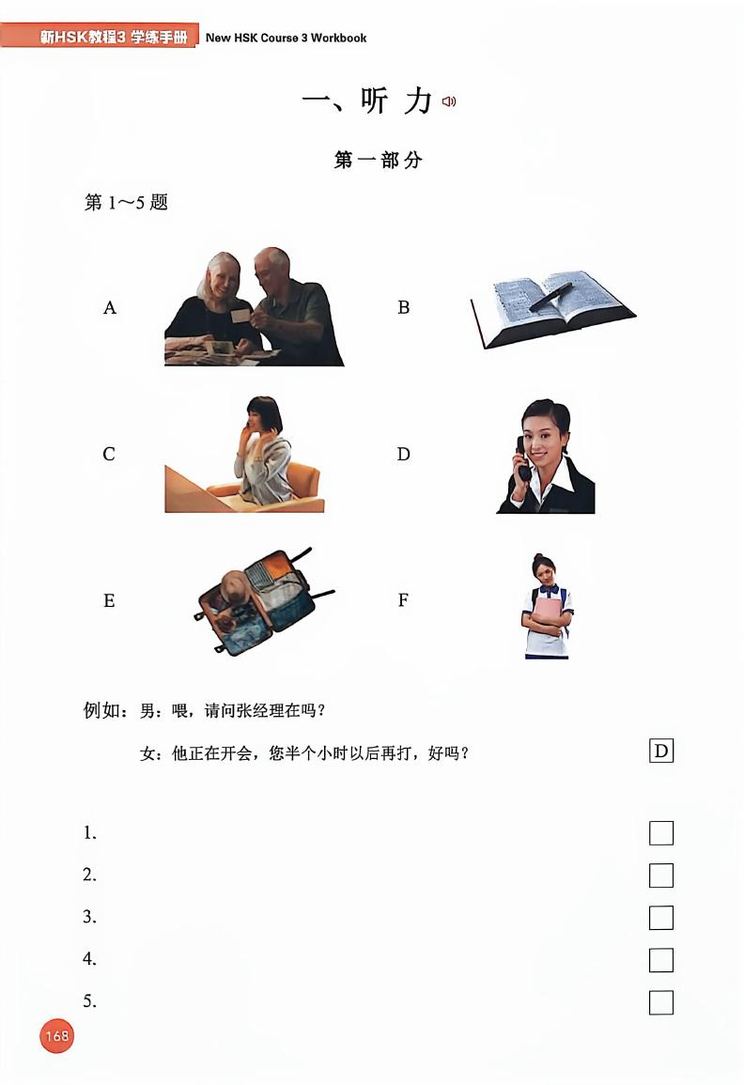 新HSK教程3 学练手册 New HSK Course 3 Workbook
一、听 力
第一部分
第1～5题
A B
C D
E F
例如：男：喂，请问张经理在吗？
女：他正在开会，您半个小时以后再打，好吗？ D
1.
2.
3.
4.
5.
168